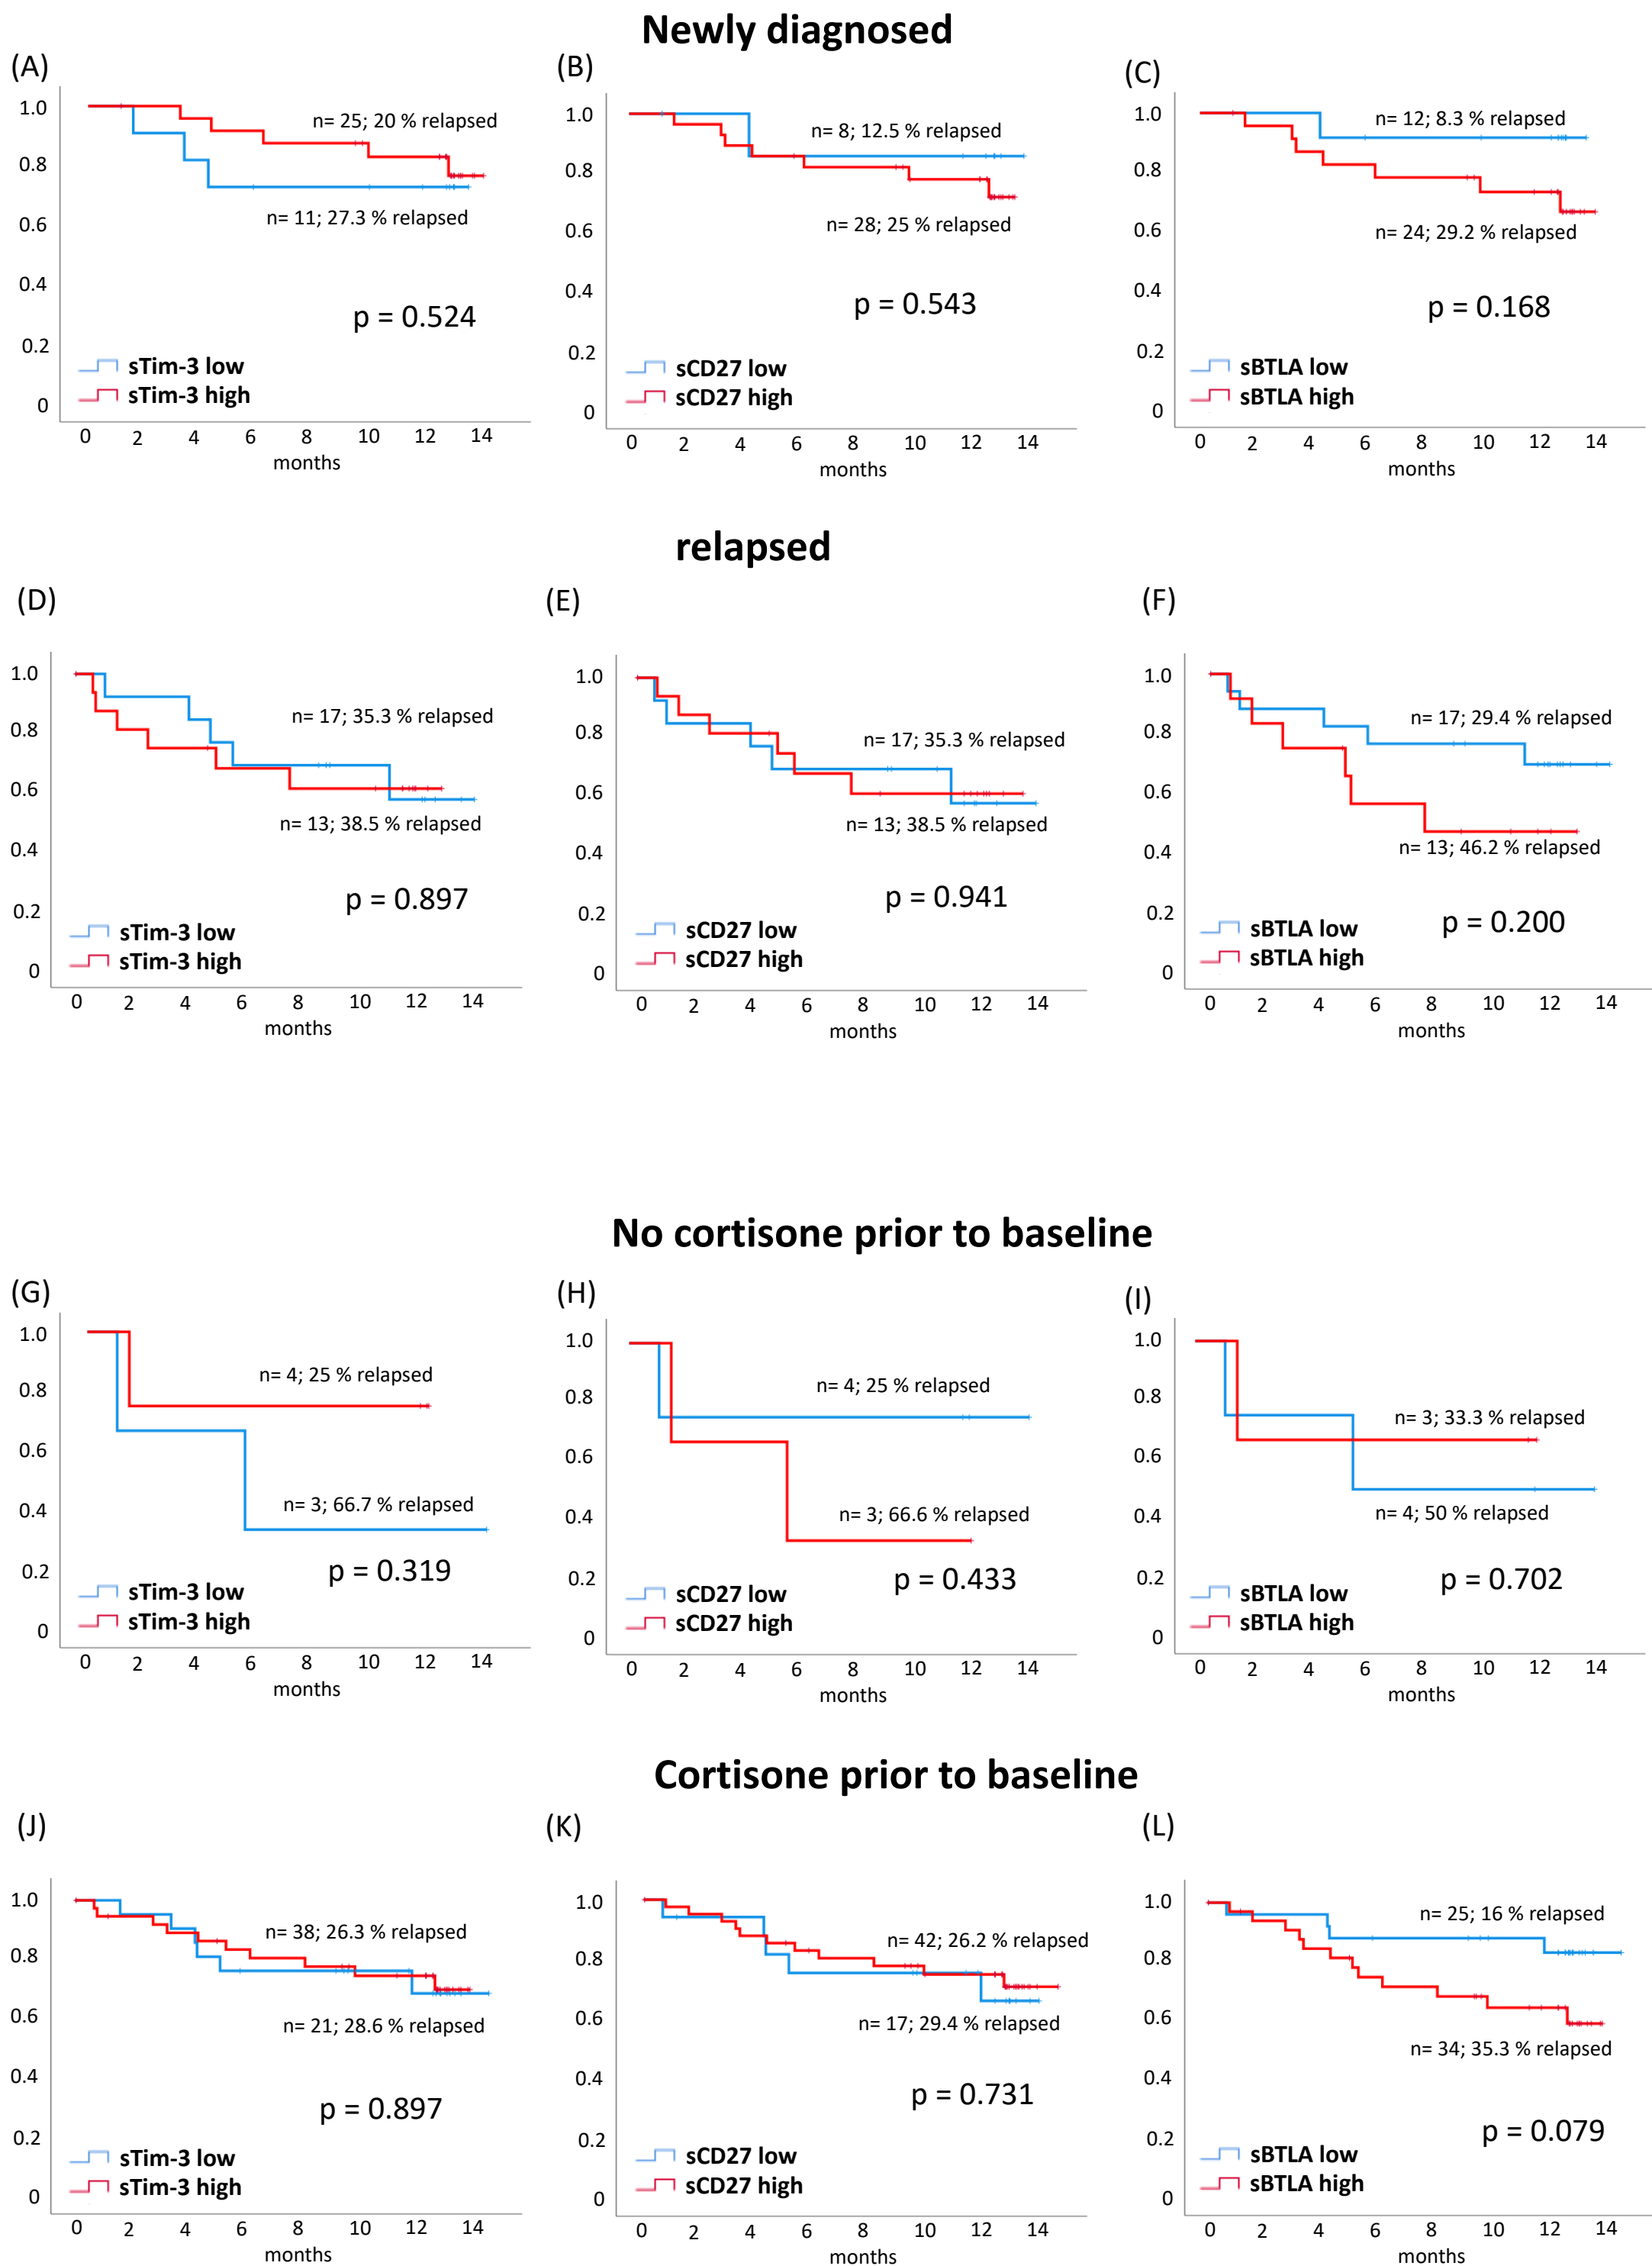 Newly diagnosed
(A)
1.0
0.8
0.6
0.4
0.2
0
n= 25; 20 % relapsed
n= 11; 27.3 % relapsed
p = 0.524
sTim-3 low
sTim-3 high
0 2 4 6 8 10 12 14
months
(B)
1.0
0.8
0.6
0.4
0.2
0
n= 8; 12.5 % relapsed
n= 28; 25 % relapsed
p = 0.543
sCD27 low
sCD27 high
0 2 4 6 8 10 12 14
months
(C)
1.0
0.8
0.6
0.4
0.2
0
n= 12; 8.3 % relapsed
n= 24; 29.2 % relapsed
p = 0.168
sBTLA low
sBTLA high
0 2 4 6 8 10 12 14
months
relapsed
(D)
1.0
0.8
0.6
0.4
0.2
0
n= 17; 35.3 % relapsed
n= 13; 38.5 % relapsed
p = 0.897
sTim-3 low
sTim-3 high
0 2 4 6 8 10 12 14
months
(E)
1.0
0.8
0.6
0.4
0.2
0
n= 17; 35.3 % relapsed
n= 13; 38.5 % relapsed
p = 0.941
sCD27 low
sCD27 high
0 2 4 6 8 10 12 14
months
(F)
1.0
0.8
0.6
0.4
0.2
0
n= 17; 29.4 % relapsed
n= 13; 46.2 % relapsed
p = 0.200
sBTLA low
sBTLA high
0 2 4 6 8 10 12 14
months
No cortisone prior to baseline
(G)
1.0
0.8
0.6
0.4
0.2
0
n= 4; 25 % relapsed
n= 3; 66.7 % relapsed
p = 0.319
sTim-3 low
sTim-3 high
0 2 4 6 8 10 12 14
months
(H)
1.0
0.8
0.6
0.4
0.2
0
n= 4; 25 % relapsed
n= 3; 66.6 % relapsed
p = 0.433
sCD27 low
sCD27 high
0 2 4 6 8 10 12 14
months
(I)
1.0
0.8
0.6
0.4
0.2
0
n= 3; 33.3 % relapsed
n= 4; 50 % relapsed
p = 0.702
sBTLA low
sBTLA high
0 2 4 6 8 10 12 14
months
Cortisone prior to baseline
(J)
1.0
0.8
0.6
0.4
0.2
0
n= 38; 26.3 % relapsed
n= 21; 28.6 % relapsed
p = 0.897
sTim-3 low
sTim-3 high
0 2 4 6 8 10 12 14
months
(K)
1.0
0.8
0.6
0.4
0.2
0
n= 42; 26.2 % relapsed
n= 17; 29.4 % relapsed
p = 0.731
sCD27 low
sCD27 high
0 2 4 6 8 10 12 14
months
(L)
1.0
0.8
0.6
0.4
0.2
0
n= 25; 16 % relapsed
n= 34; 35.3 % relapsed
p = 0.079
sBTLA low
sBTLA high
0 2 4 6 8 10 12 14
months